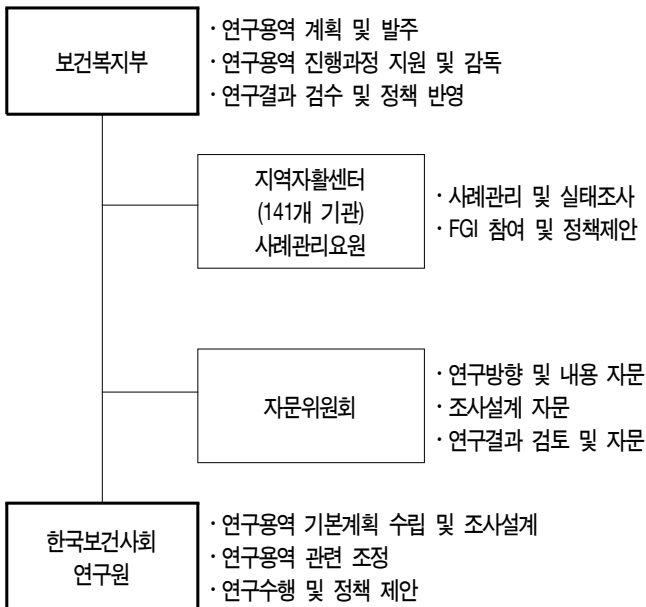 보건복지부
· 연구용역 계획 및 발주
· 연구용역 진행과정 지원 및 감독
· 연구결과 검수 및 정책 반영
지역자활센터
(141개 기관)
사례관리요원
· 사례관리 및 실태조사
· FGI 참여 및 정책제안
자문위원회
· 연구방향 및 내용 자문
· 조사설계 자문
· 연구결과 검토 및 자문
한국보건사회
연구원
· 연구용역 기본계획 수립 및 조사설계
· 연구용역 관련 조정
· 연구수행 및 정책 제안